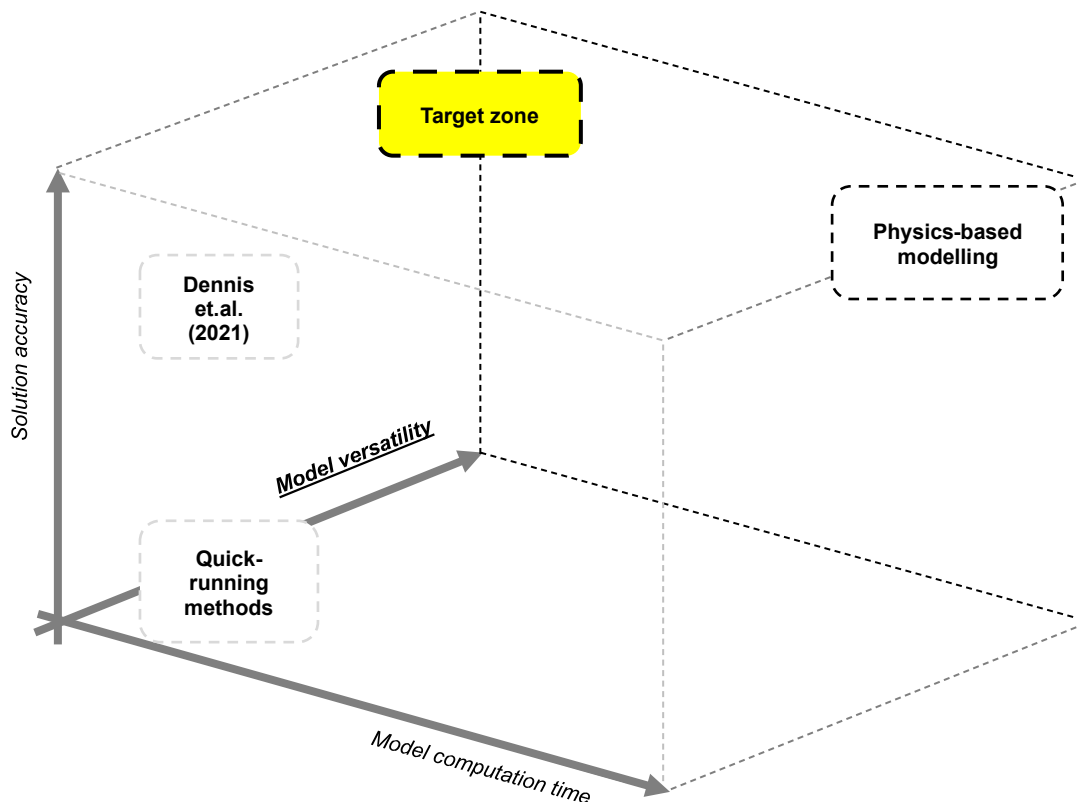 Target zone
Physics-based
modelling
Dennis
et.al.
(2021)
Solution accuracy
Model versatility
Quick-
running
methods
Model computation time